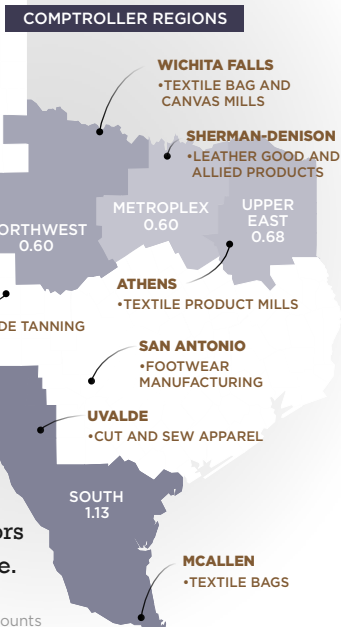 COMPTROLLER REGIONS
WICHITA FALLS
•TEXTILE BAG AND
CANVAS MILLS
SHERMAN-DENISON
•LEATHER GOOD AND
ALLIED PRODUCTS
METROPLEX
0.60
UPPER
EAST
0.68
ORTHWEST
0.60
ATHENS
•TEXTILE PRODUCT MILLS
DE TANNING
SAN ANTONIO
•FOOTWEAR
MANUFACTURING
UVALDE
•CUT AND SEW APPAREL
SOUTH
1.13
ors
e.
MCALLEN
•TEXTILE BAGS
ounts